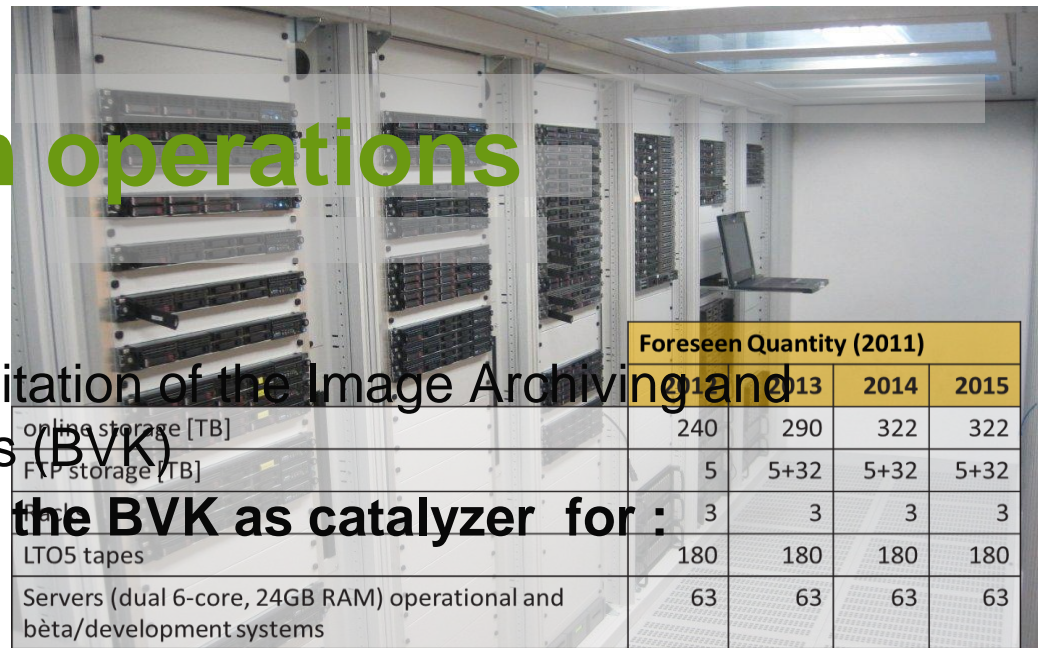 n operations
Foreseen Quantity (2011)
itation of the Image Archiving and
2012 2013 2014 2015
online storage [TB] 240 290 322 322
s (BVK)
FTP storage [TB] 5 5+32 5+32 5+32
the BVK as catalyzer for :
3 3 3 3
LTO5 tapes 180 180 180 180
Servers (dual 6-core, 24GB RAM) operational and 63 63 63 63
bèta/development systems